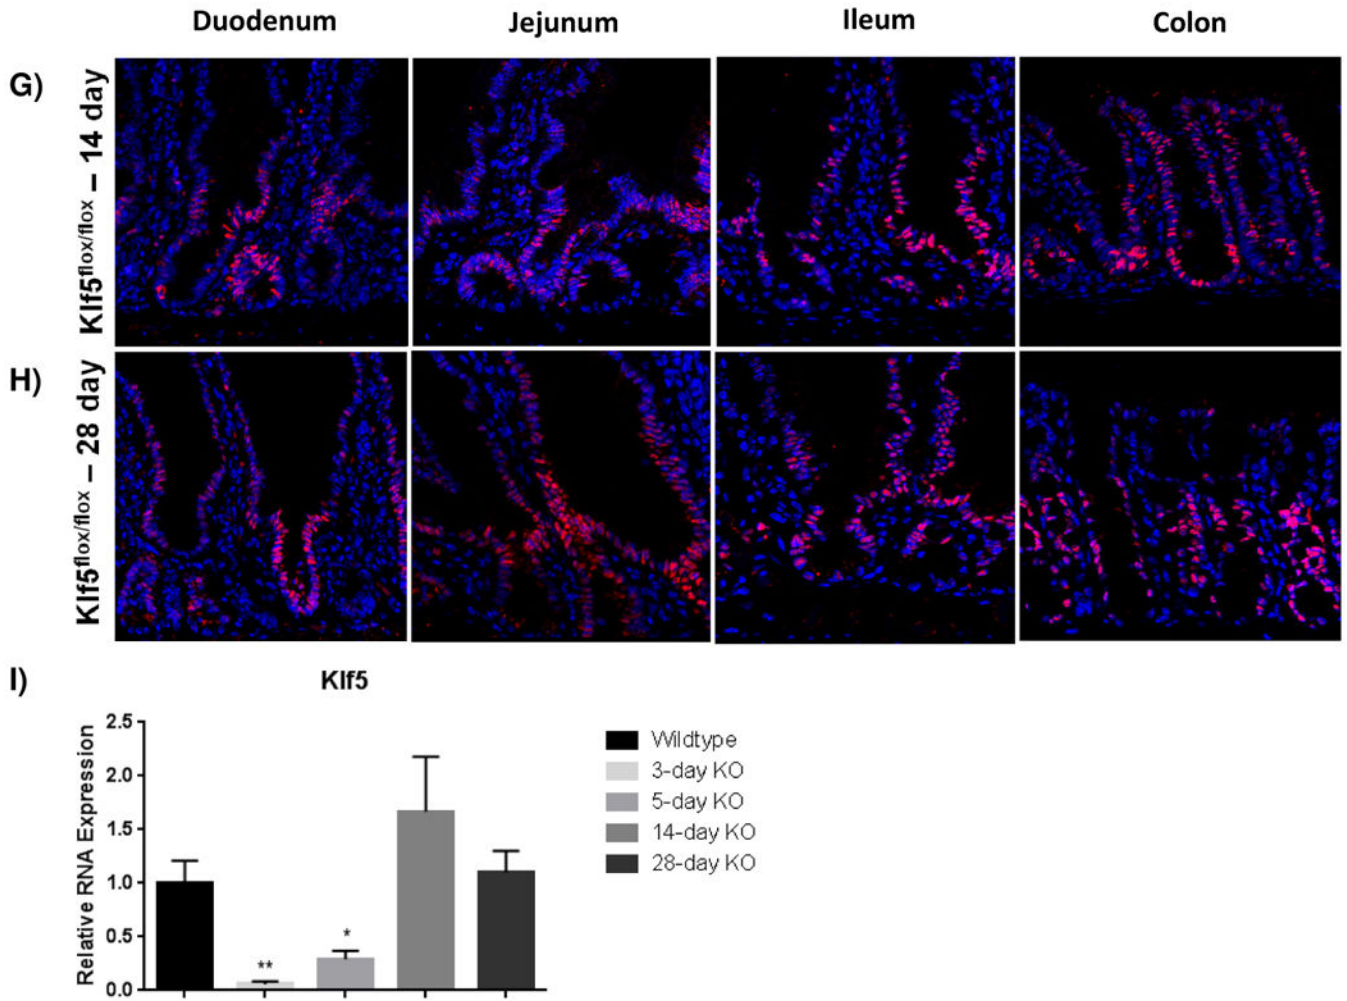 Duodenum Jejunum Ileum Colon
G)
Klf5flox/flox – 14 day
H)
Klf5flox/flox – 28 day
I)
Klf5
Relative RNA Expression
2.5
2.0
1.5
1.0
0.5
0.0
**
*
Wildtype
3-day KO
5-day KO
14-day KO
28-day KO